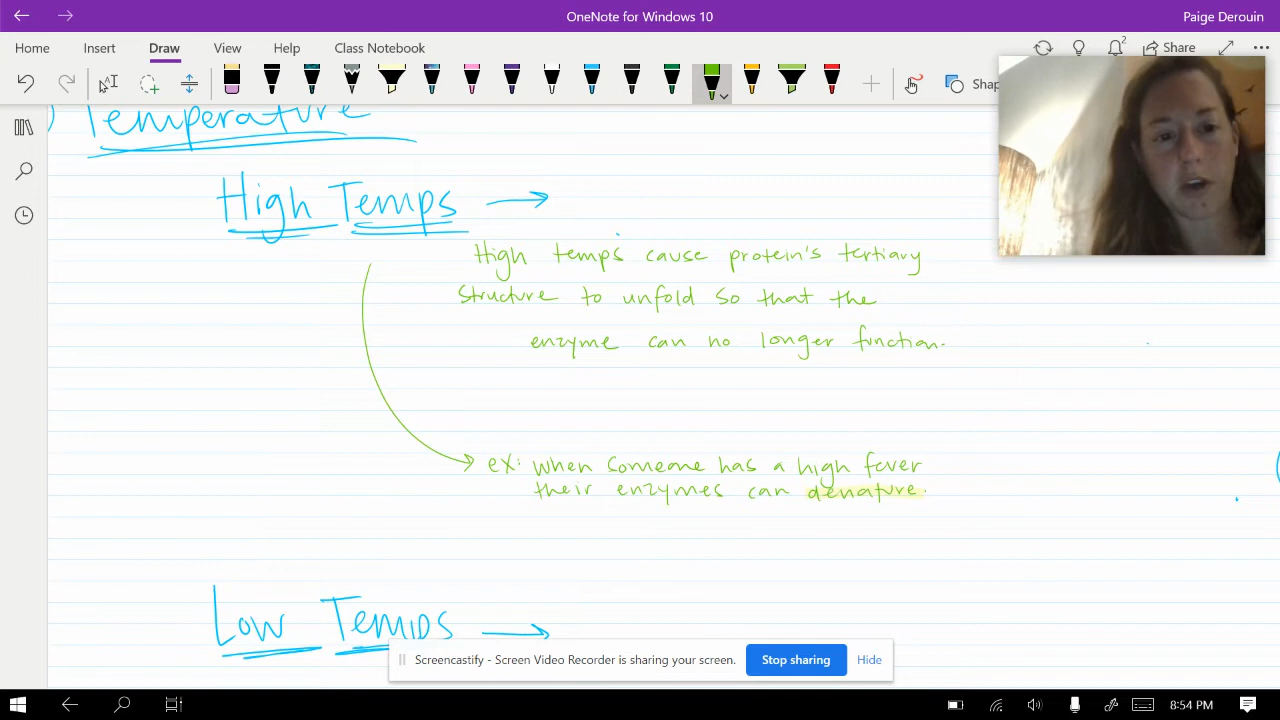 OneNote for Windows 10
Paige Derouin
Home Insert Draw View Help Class Notebook
2
Share
Shap
Temperature
High Temps →
High temps cause protein's tertiary
structure to unfold so that the
enzyme can no longer function.
→ ex: when someone has a high fever
their enzymes can denature.
Low Temps →
Screencastify - Screen Video Recorder is sharing your screen.
Stop sharing
Hide
8:54 PM